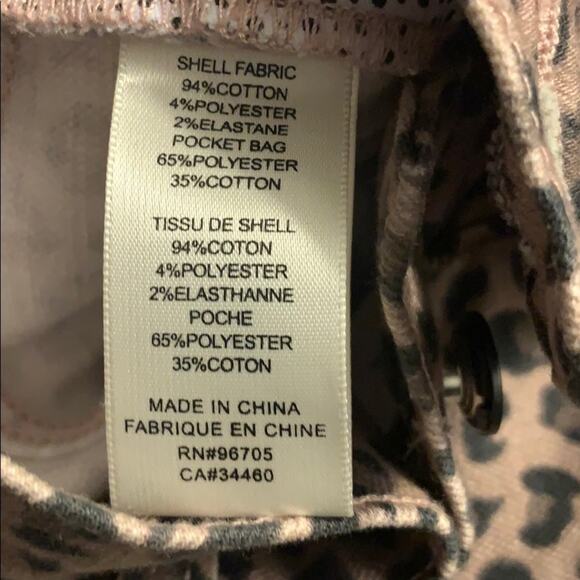 SHELL FABRIC
94%COTTON
4%POLYESTER
2%ELASTANE
POCKET BAG
65%POLYESTER
35%COTTON
TISSU DE SHELL
94%COTON
4%POLYESTER
2%ELASTHANNE
POCHE
65%POLYESTER
35%COTON
MADE IN CHINA
FABRIQUE EN CHINE
RN#96705
CA#34460